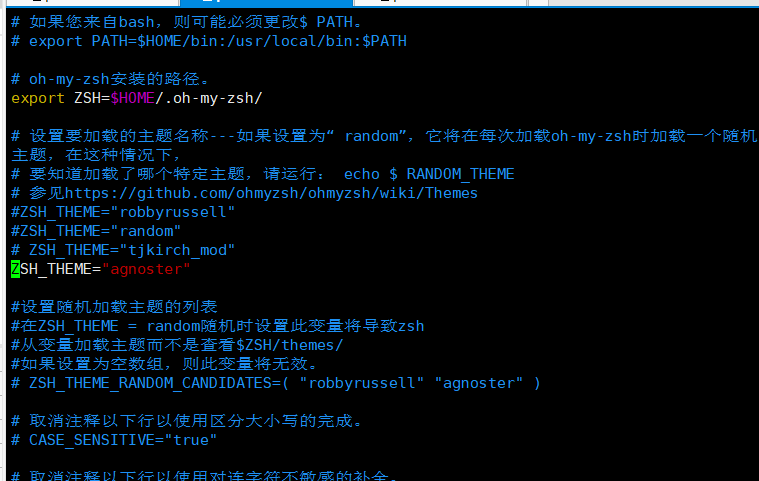 # 如果您来自bash，则可能必须更改$ PATH。
# export PATH=$HOME/bin:/usr/local/bin:$PATH
# oh-my-zsh安装的路径。
export ZSH=$HOME/.oh-my-zsh/
# 设置要加载的主题名称---如果设置为“ random”，它将在每次加载oh-my-zsh时加载一个随机
主题，在这种情况下，
# 要知道加载了哪个特定主题，请运行： echo $ RANDOM_THEME
# 参见https://github.com/ohmyzsh/ohmyzsh/wiki/Themes
#ZSH_THEME="robbyrussell"
#ZSH_THEME="random"
# ZSH_THEME="tjkirch_mod"
ZSH_THEME="agnoster"
#设置随机加载主题的列表
#在ZSH_THEME = random随机时设置此变量将导致zsh
#从变量加载主题而不是查看$ZSH/themes/
#如果设置为空数组，则此变量将无效。
# ZSH_THEME_RANDOM_CANDIDATES=( "robbyrussell" "agnoster" )
# 取消注释以下行以使用区分大小写的完成。
# CASE_SENSITIVE="true"
# 取消注释以下行以使用对连字符不敏感的补全。